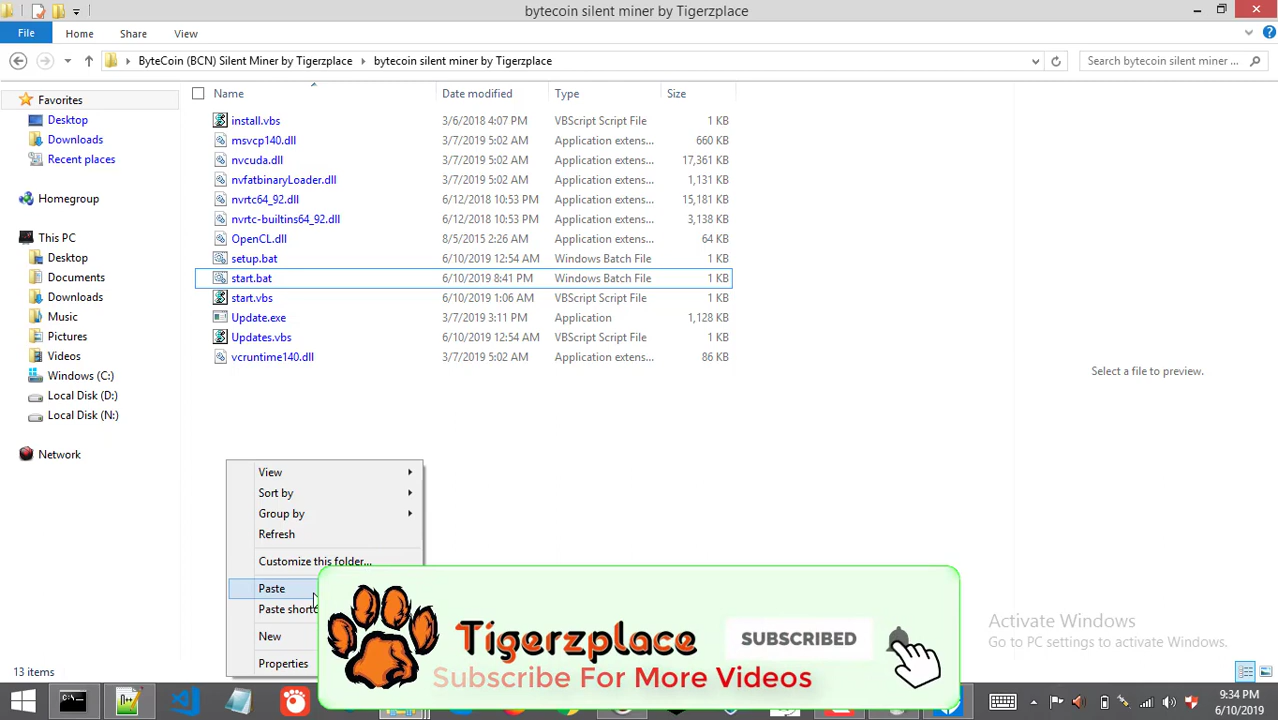 bytecoin silent miner by Tigerzplace
File Home Share View
ByteCoin (BCN) Silent Miner by Tigerzplace bytecoin silent miner by Tigerzplace Search bytecoin silent miner ...
Favorites
Desktop
Downloads
Recent places
Homegroup
This PC
Desktop
Documents
Downloads
Music
Pictures
Videos
Windows (C:)
Local Disk (D:)
Local Disk (N:)
Network
Name Date modified Type Size
install.vbs 3/6/2018 4:07 PM VBScript Script File 1 KB
msvcp140.dll 3/7/2019 5:02 AM Application extens... 660 KB
nvcuda.dll 3/7/2019 5:02 AM Application extens... 17,361 KB
nvfatbinaryLoader.dll 3/7/2019 5:02 AM Application extens... 1,131 KB
nvrtc64_92.dll 6/12/2018 10:53 PM Application extens... 15,181 KB
nvrtc-builtins64_92.dll 6/12/2018 10:53 PM Application extens... 3,138 KB
OpenCL.dll 8/5/2015 2:26 AM Application extens... 64 KB
setup.bat 6/10/2019 12:54 AM Windows Batch File 1 KB
start.bat 6/10/2019 8:41 PM Windows Batch File 1 KB
start.vbs 6/10/2019 1:06 AM VBScript Script File 1 KB
Update.exe 3/7/2019 3:11 PM Application 1,128 KB
Updates.vbs 6/10/2019 12:54 AM VBScript Script File 1 KB
vcruntime140.dll 3/7/2019 5:02 AM Application extens... 86 KB
Select a file to preview.
View
Sort by
Group by
Refresh
Customize this folder...
Paste
Paste short
New
Properties
Tigerzplace SUBSCRIBED
Subscribe For More Videos
Activate Windows
Go to PC settings to activate Windows.
13 items
9:34 PM
6/10/2019